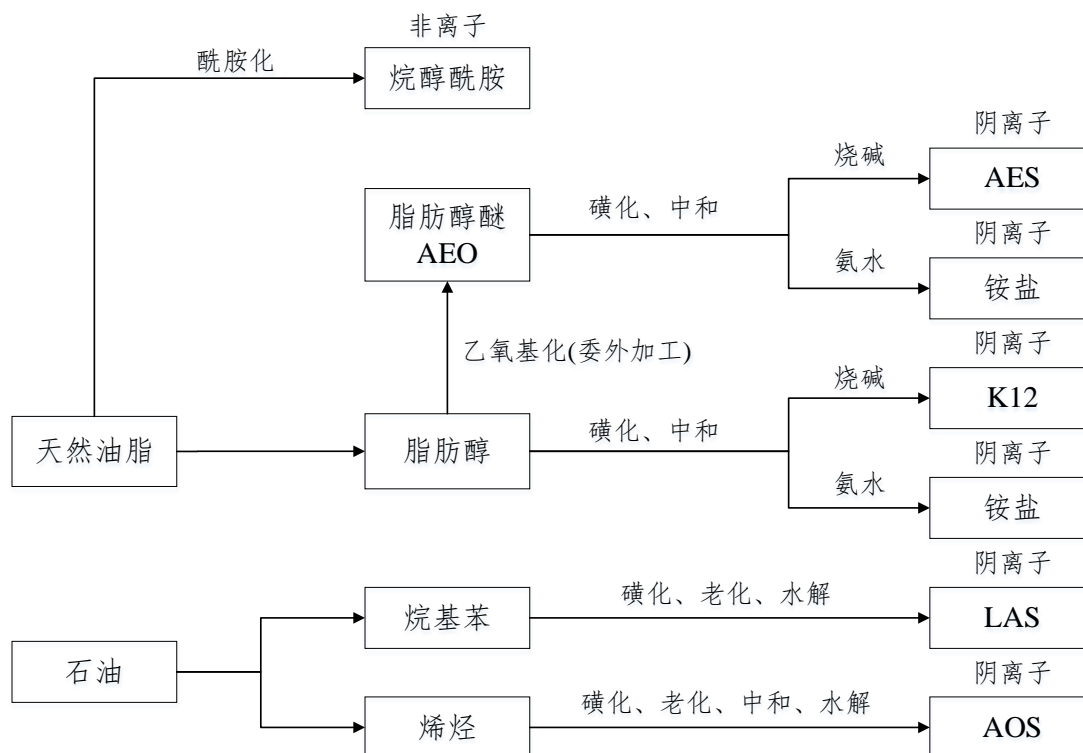 非离子
酰胺化
烷醇酰胺
阴离子
烧碱
AES
脂肪醇醚
AEO
磺化、中和
阴离子
氨水
铵盐
乙氧基化(委外加工)
阴离子
烧碱
K12
天然油脂
脂肪醇
磺化、中和
阴离子
氨水
铵盐
阴离子
磺化、老化、水解
烷基苯
LAS
石油
阴离子
磺化、老化、中和、水解
烯烃
AOS